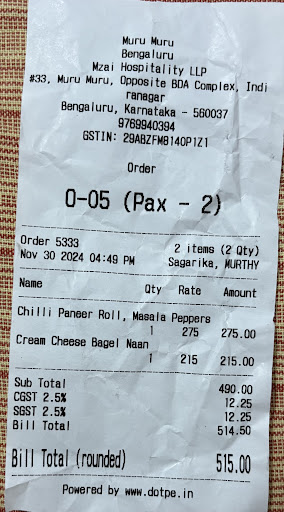 Muru Muru
Bengaluru
Mzai Hospitality LLP
#33, Muru Muru, Opposite BDA Complex, Indi
ranagar
Bengaluru, Karnataka - 560037
9769940394
GSTIN: 29ABZFM8140P1Z1
Order
O-05 (Pax - 2)
Order 5333 2 items (2 Qty)
Nov 30 2024 04:49 PM Sagarika, MURTHY
Name Qty Rate Amount
Chilli Paneer Roll, Masala Peppers
1 275 275.00
Cream Cheese Bagel Naan
1 215 215.00
Sub Total 490.00
CGST 2.5% 12.25
SGST 2.5% 12.25
Bill Total 514.50
Bill Total (rounded) 515.00
Powered by www.dotpe.in